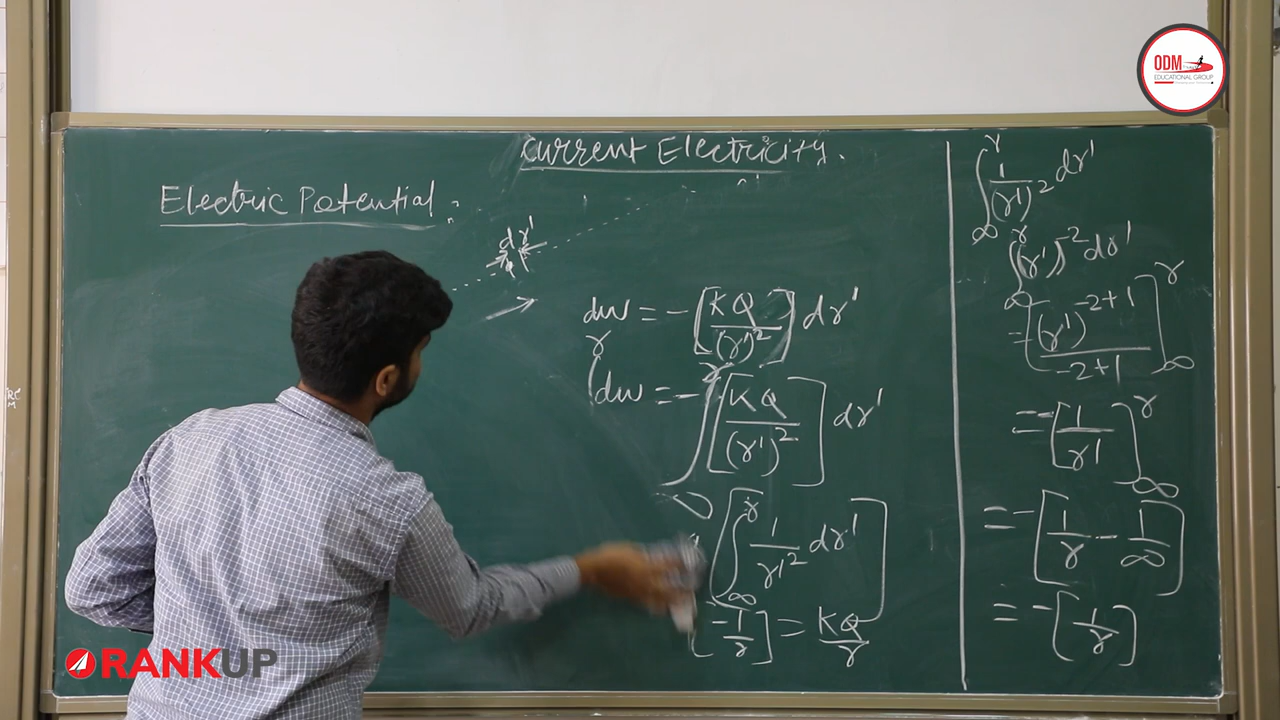 ODM
EDUCATIONAL GROUP
Current Electricity.
Electric Potential:
dr'
dw = -[KQ/(r')²] dr'
∫^r dw = -∫_∞^r [KQ/(r')²] dr'
[∫_∞^r 1/r'² dr']
[-1/r] = KQ/r
∫_∞^r 1/(r')² dr'
∫_∞^r (r')^-2 dr'
= [(r')^-2+1/-2+1]_∞^r
= -[1/r']_∞^r
= -[1/r - 1/∞]
= -[1/r]
RANKUP